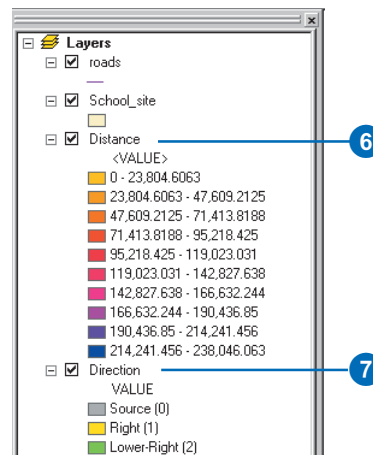 Layers
roads
School_site
Distance
6
<VALUE>
0 - 23,804.6063
23,804.6063 - 47,609.2125
47,609.2125 - 71,413.8188
71,413.8188 - 95,218.425
95,218.425 - 119,023.031
119,023.031 - 142,827.638
142,827.638 - 166,632.244
166,632.244 - 190,436.85
190,436.85 - 214,241.456
214,241.456 - 238,046.063
Direction
7
VALUE
Source (0)
Right (1)
Lower-Right (2)